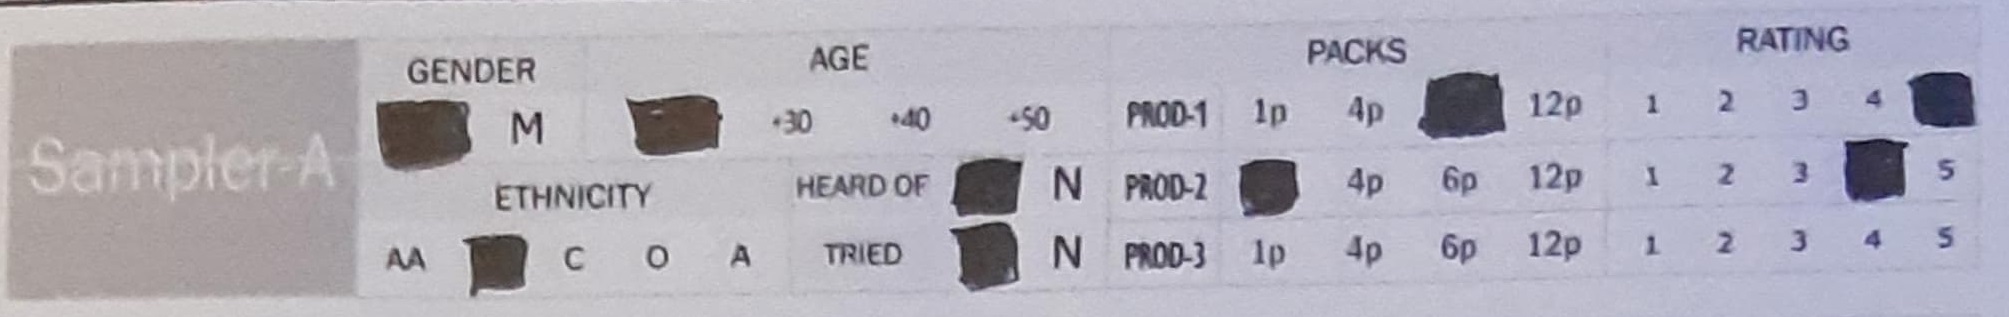 Sampler-A
GENDER AGE PACKS RATING
M +30 +40 +50 PROD-1 1p 4p 12p 1 2 3 4
ETHNICITY HEARD OF N PROD-2 4p 6p 12p 1 2 3 5
AA C O A TRIED N PROD-3 1p 4p 6p 12p 1 2 3 4 5